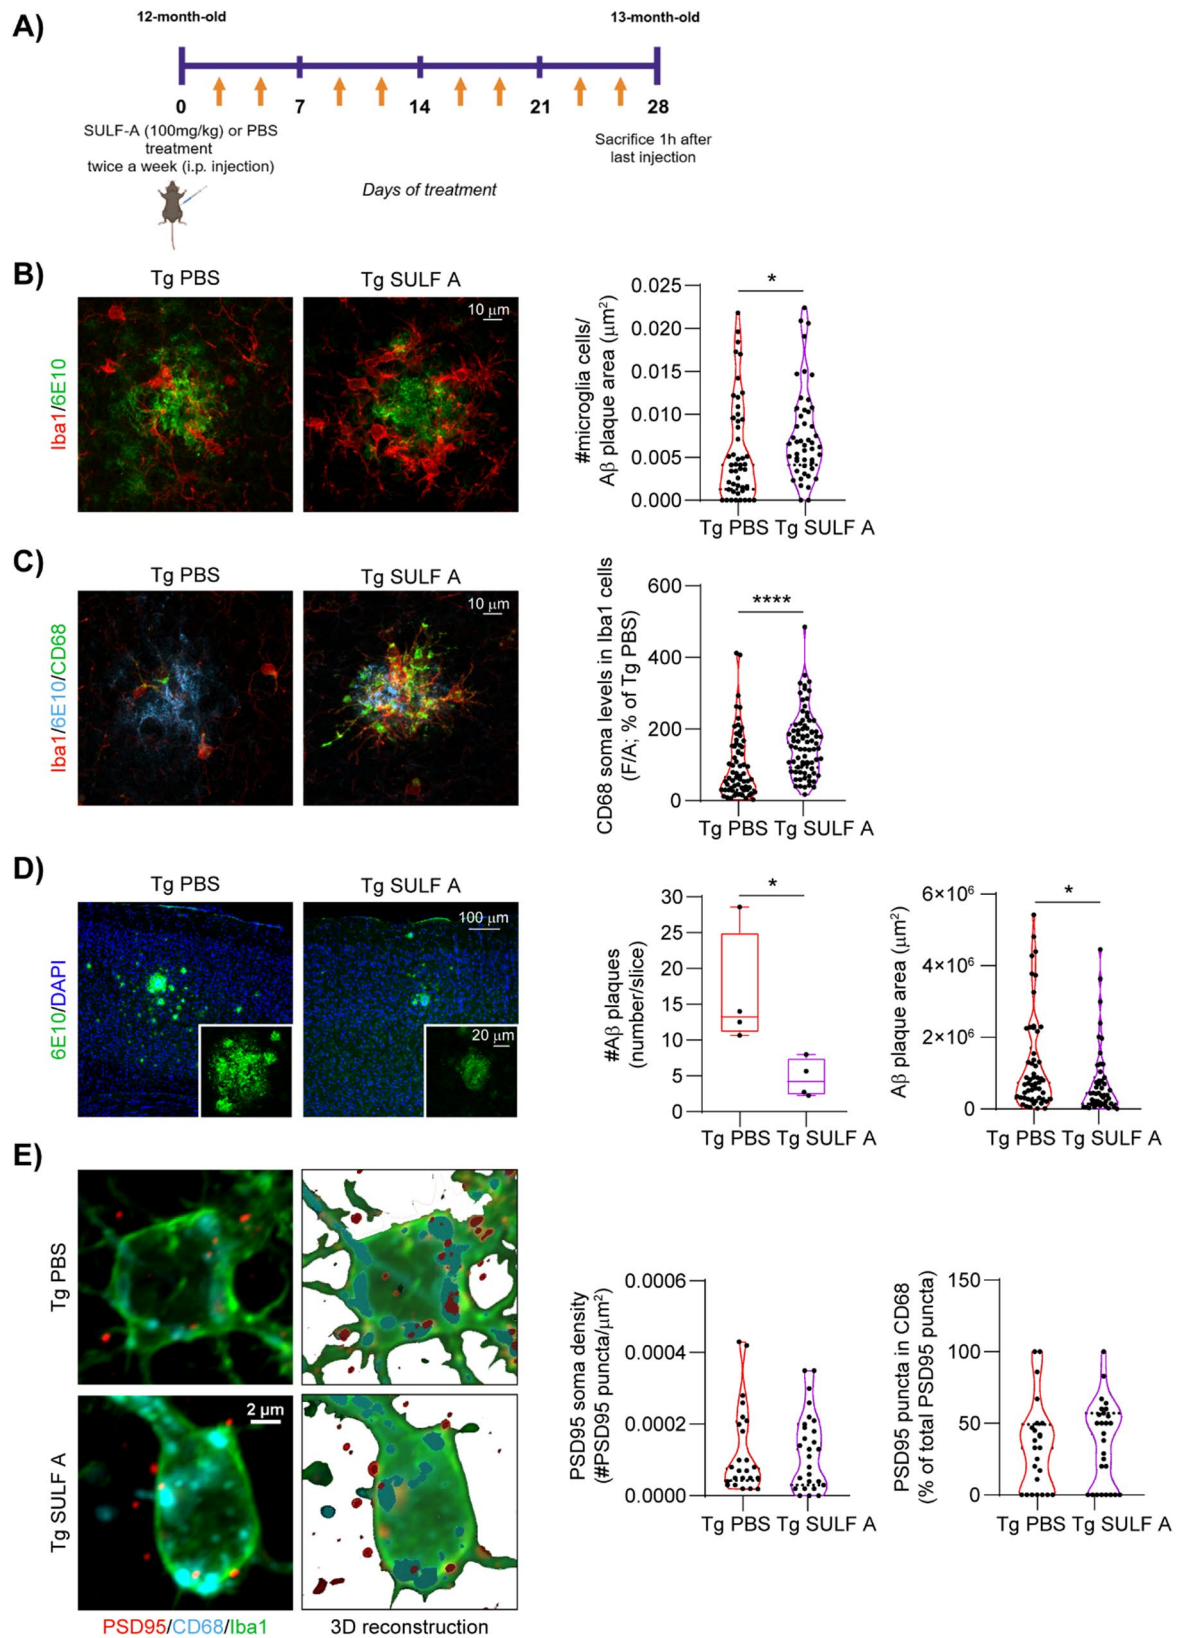 A)
12-month-old
13-month-old
0
7
14
21
28
SULF-A (100mg/kg) or PBS
treatment
twice a week (i.p. injection)
Sacrifice 1h after
last injection
Days of treatment
B)
Tg PBS
Tg SULF A
Iba1/6E10
10 µm
#microglia cells/
Aβ plaque area (µm²)
0.025
0.020
0.015
0.010
0.005
0.000
*
Tg PBS
Tg SULF A
C)
Tg PBS
Tg SULF A
Iba1/6E10/CD68
10 µm
CD68 soma levels in Iba1 cells
(F/A; % of Tg PBS)
600
400
200
0
****
Tg PBS
Tg SULF A
D)
Tg PBS
Tg SULF A
6E10/DAPI
100 µm
20 µm
#Aβ plaques
(number/slice)
30
25
20
15
10
5
0
*
Tg PBS
Tg SULF A
Aβ plaque area (µm²)
6×10⁶
4×10⁶
2×10⁶
0
*
Tg PBS
Tg SULF A
E)
Tg PBS
Tg SULF A
2 µm
PSD95/CD68/Iba1
3D reconstruction
PSD95 soma density
(#PSD95 puncta/µm²)
0.0006
0.0004
0.0002
0.0000
Tg PBS
Tg SULF A
PSD95 puncta in CD68
(% of total PSD95 puncta)
150
100
50
0
Tg PBS
Tg SULF A